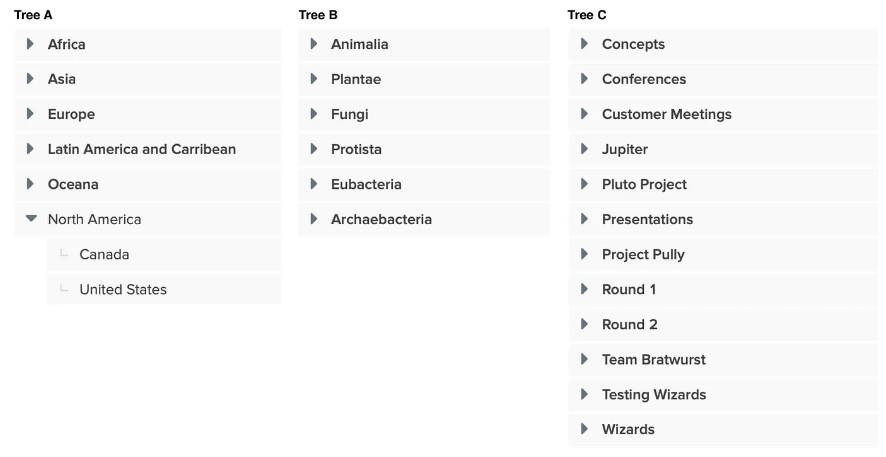 Tree A
Africa
Asia
Europe
Latin America and Carribean
Oceana
North America
Canada
United States
Tree B
Animalia
Plantae
Fungi
Protista
Eubacteria
Archaebacteria
Tree C
Concepts
Conferences
Customer Meetings
Jupiter
Pluto Project
Presentations
Project Pully
Round 1
Round 2
Team Bratwurst
Testing Wizards
Wizards